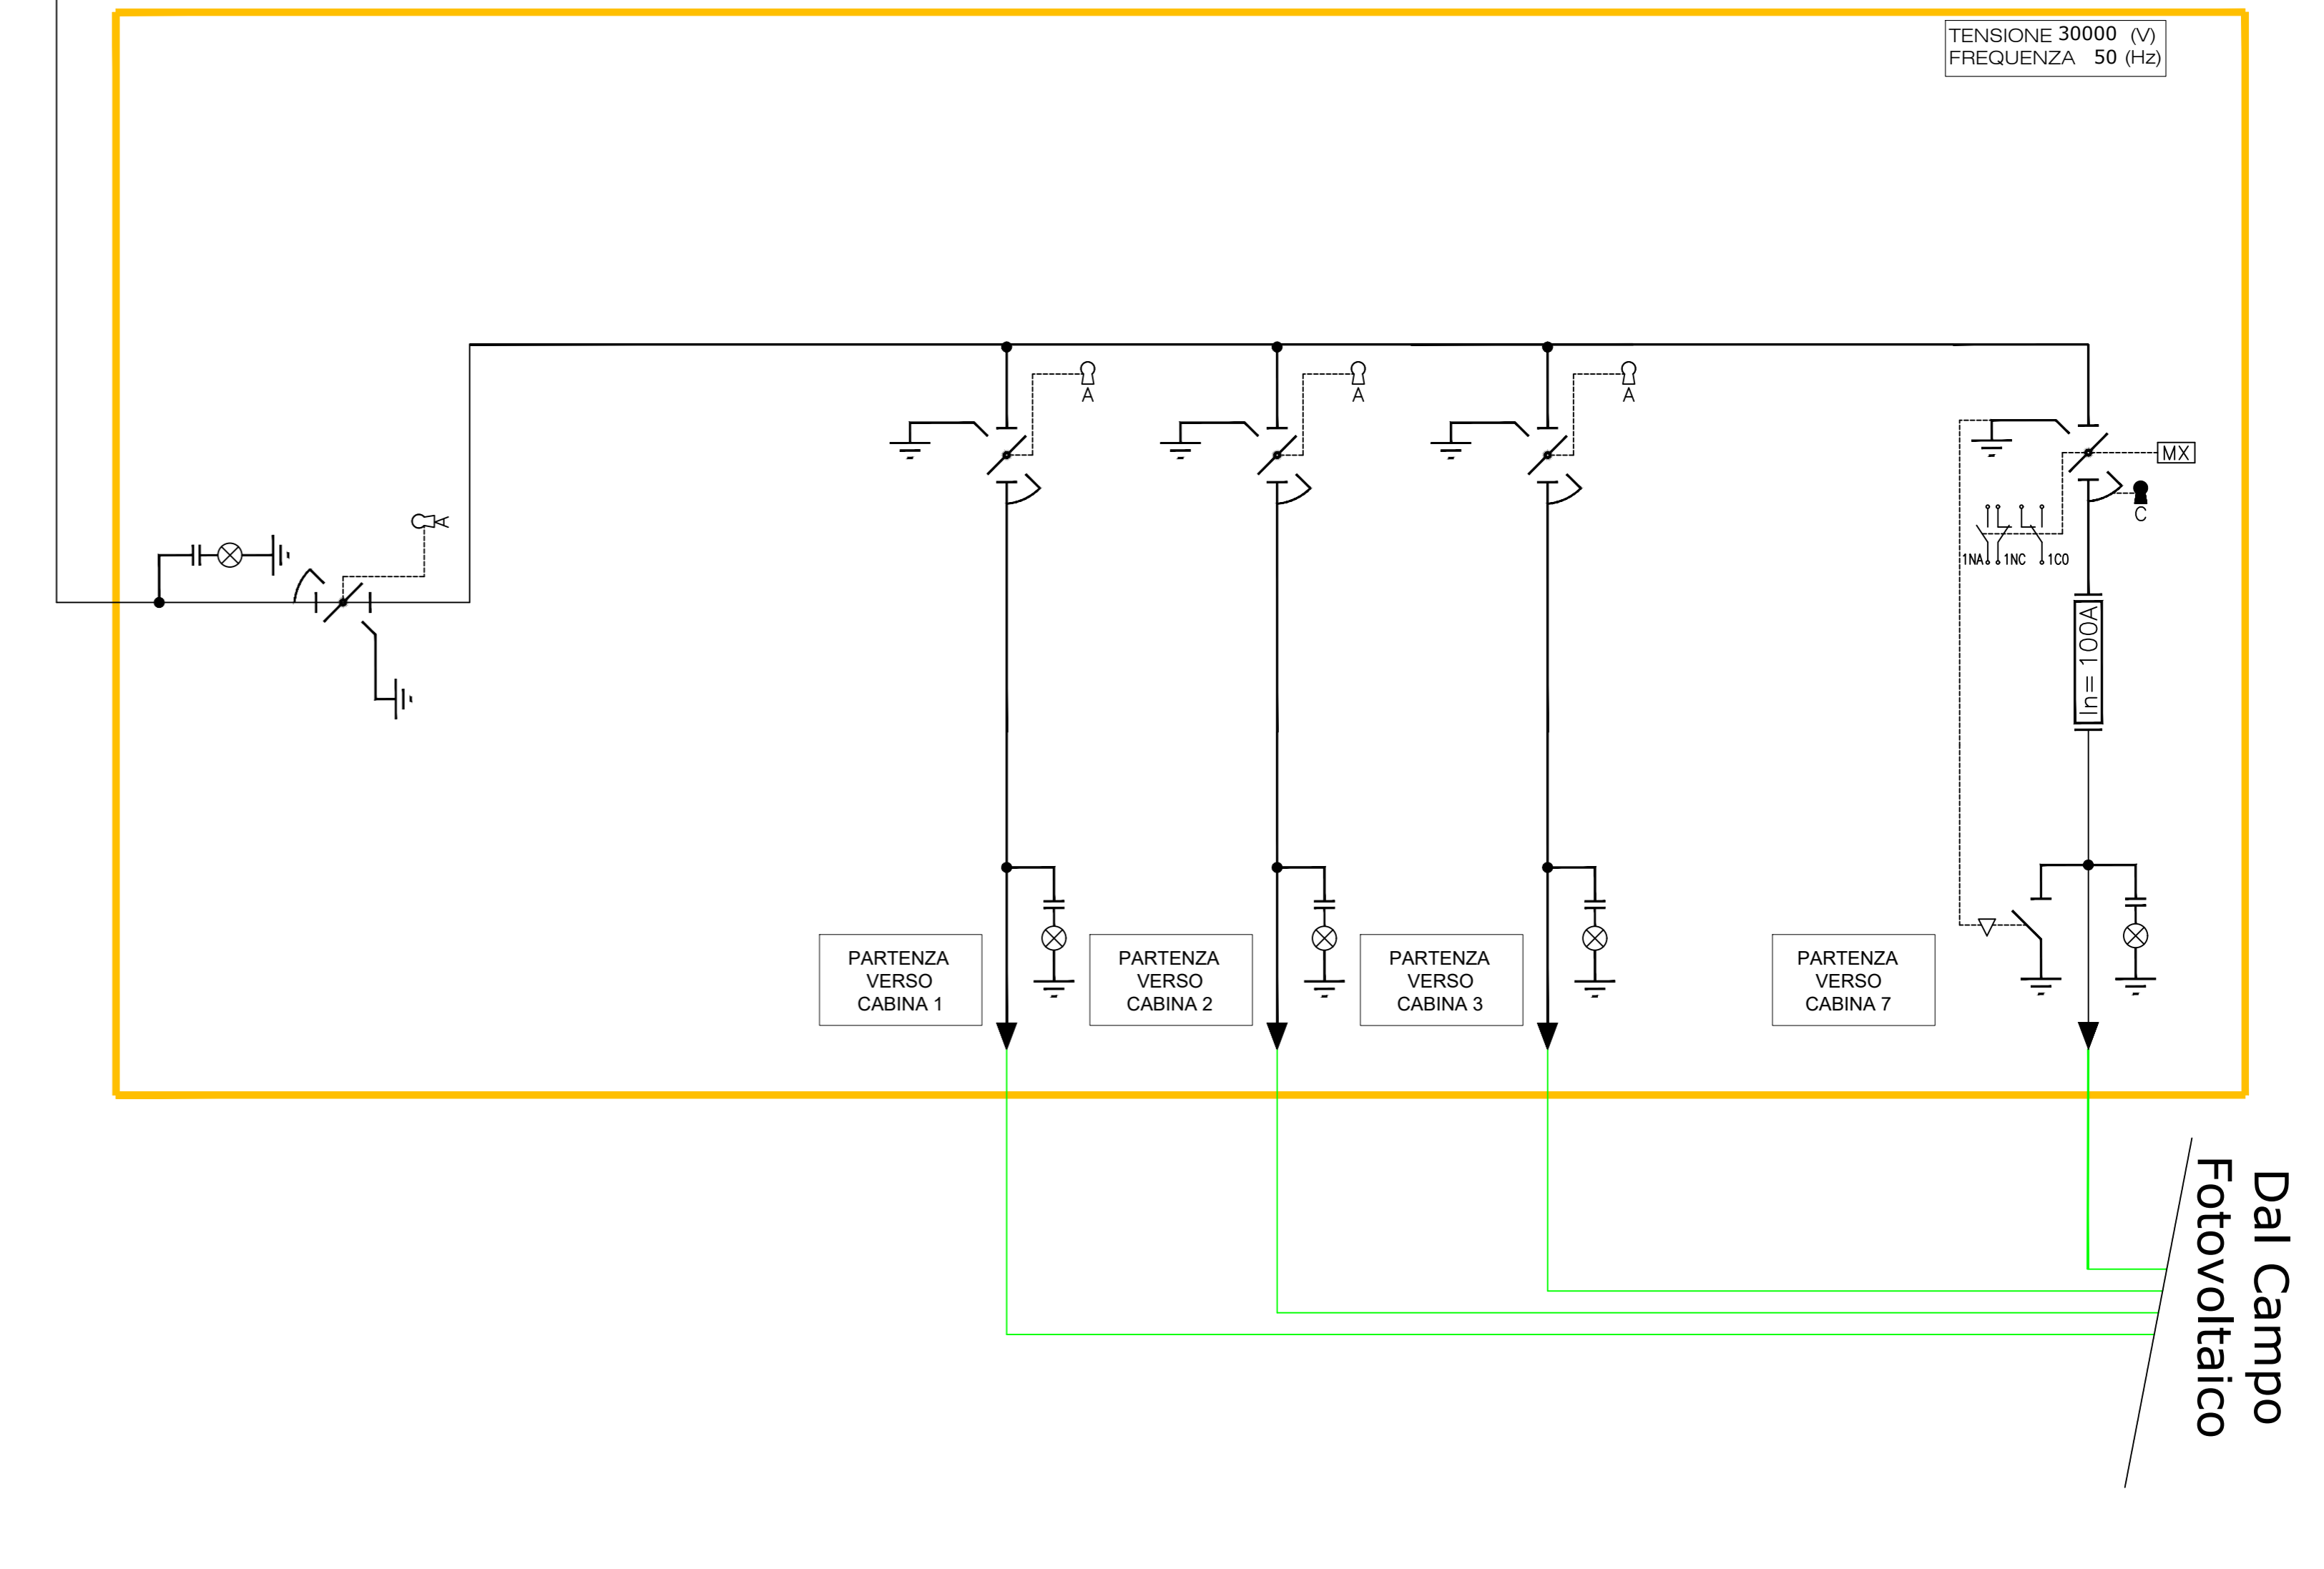 TENSIONE 30000 (V)
FREQUENZA 50 (Hz)
A
A
A
A
MX
C
1NA
1NC
1C0
In= 100A
PARTENZA
VERSO
CABINA 1
PARTENZA
VERSO
CABINA 2
PARTENZA
VERSO
CABINA 3
PARTENZA
VERSO
CABINA 7
Dal Campo
Fotovoltaico